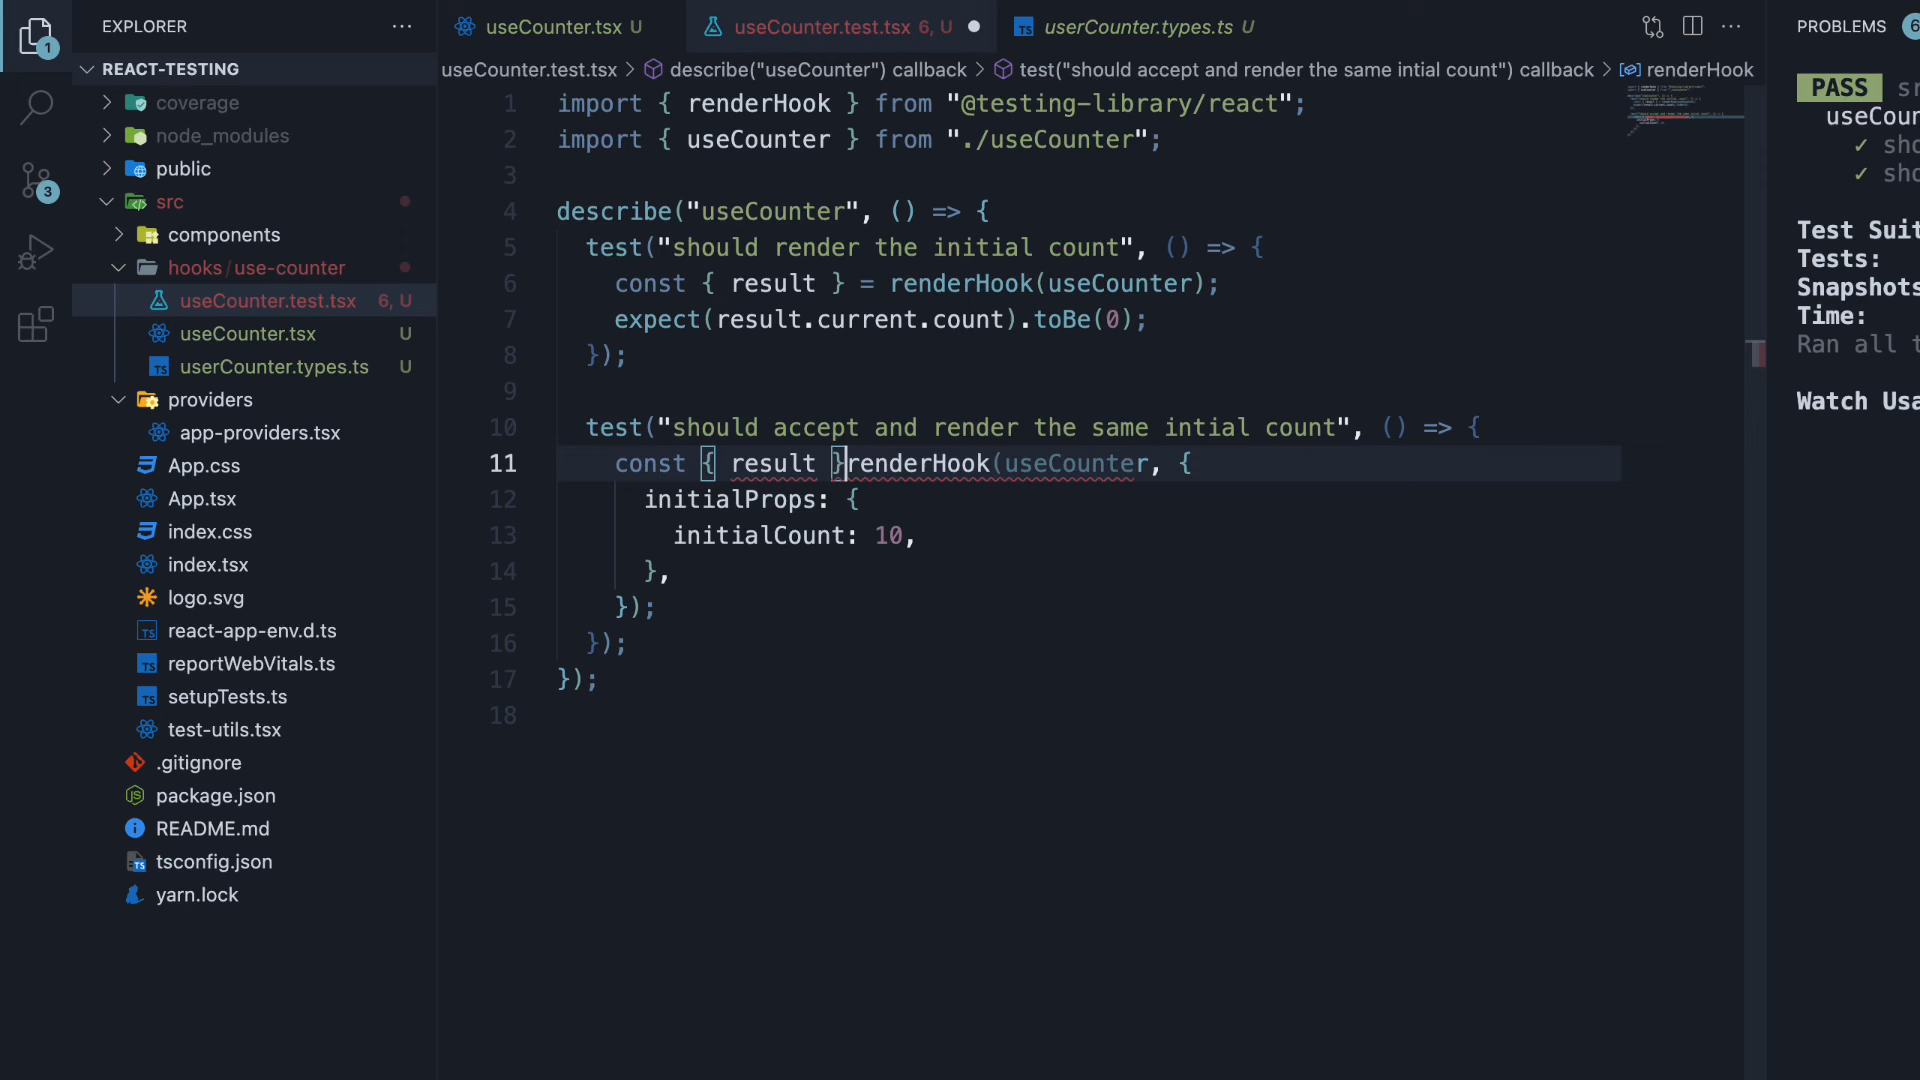 EXPLORER
REACT-TESTING
coverage
node_modules
public
src
components
hooks / use-counter
useCounter.test.tsx 6, U
useCounter.tsx U
userCounter.types.ts U
providers
app-providers.tsx
App.css
App.tsx
index.css
index.tsx
logo.svg
react-app-env.d.ts
reportWebVitals.ts
setupTests.ts
test-utils.tsx
.gitignore
package.json
README.md
tsconfig.json
yarn.lock
1
3
useCounter.tsx U
useCounter.test.tsx 6, U
userCounter.types.ts U
useCounter.test.tsx > describe("useCounter") callback > test("should accept and render the same intial count") callback > renderHook
1 import { renderHook } from "@testing-library/react";
2 import { useCounter } from "./useCounter";
3
4 describe("useCounter", () => {
5 test("should render the initial count", () => {
6 const { result } = renderHook(useCounter);
7 expect(result.current.count).toBe(0);
8 });
9
10 test("should accept and render the same intial count", () => {
11 const { result }renderHook(useCounter, {
12 initialProps: {
13 initialCount: 10,
14 },
15 });
16 });
17 });
18
PROBLEMS 6
PASS sr
useCoun
✓ sho
✓ sho
Test Suit
Tests:
Snapshots
Time:
Ran all t
Watch Usa